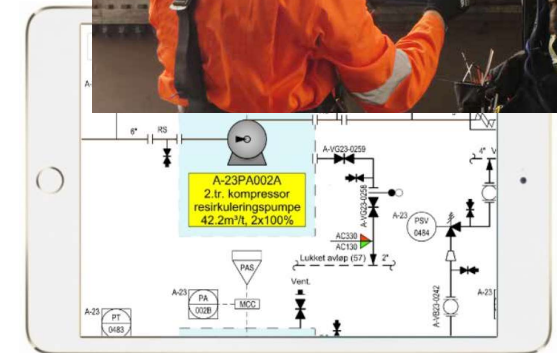 6"
RS
A-VG23-0259
4"
A-23PA002A
2.tr. kompressor
resirkuleringspumpe
42.2m³/t, 2x100%
A-VG23-0258
A-23
PSV
0484
AC330
AC130
Lukket avløp (57)
2"
PAS
Vent.
A-23
PA
002B
MCC
A-23
PT
0483
A-VB23-0242
A-23